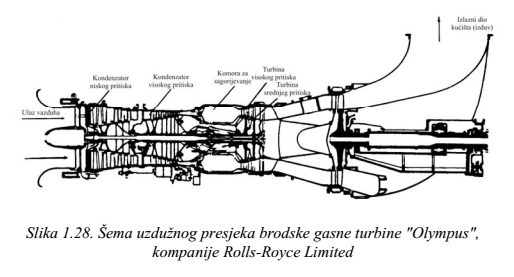 Izlazni dio
kućišta (izduv)
Turbina
visokog pritiska
Komora za
sagorijevanje
Kondenzator
niskog pritiska
Kondenzator
visokog pritiska
Turbina
srednjeg pritiska
Ulaz vazduha
Slika 1.28. Šema uzdužnog presjeka brodske gasne turbine "Olympus",
kompanije Rolls-Royce Limited